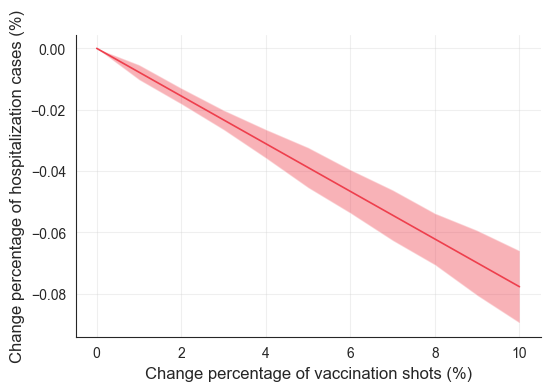 Change percentage of hospitalization cases (%)
0.00
−0.02
−0.04
−0.06
−0.08
0 2 4 6 8 10
Change percentage of vaccination shots (%)